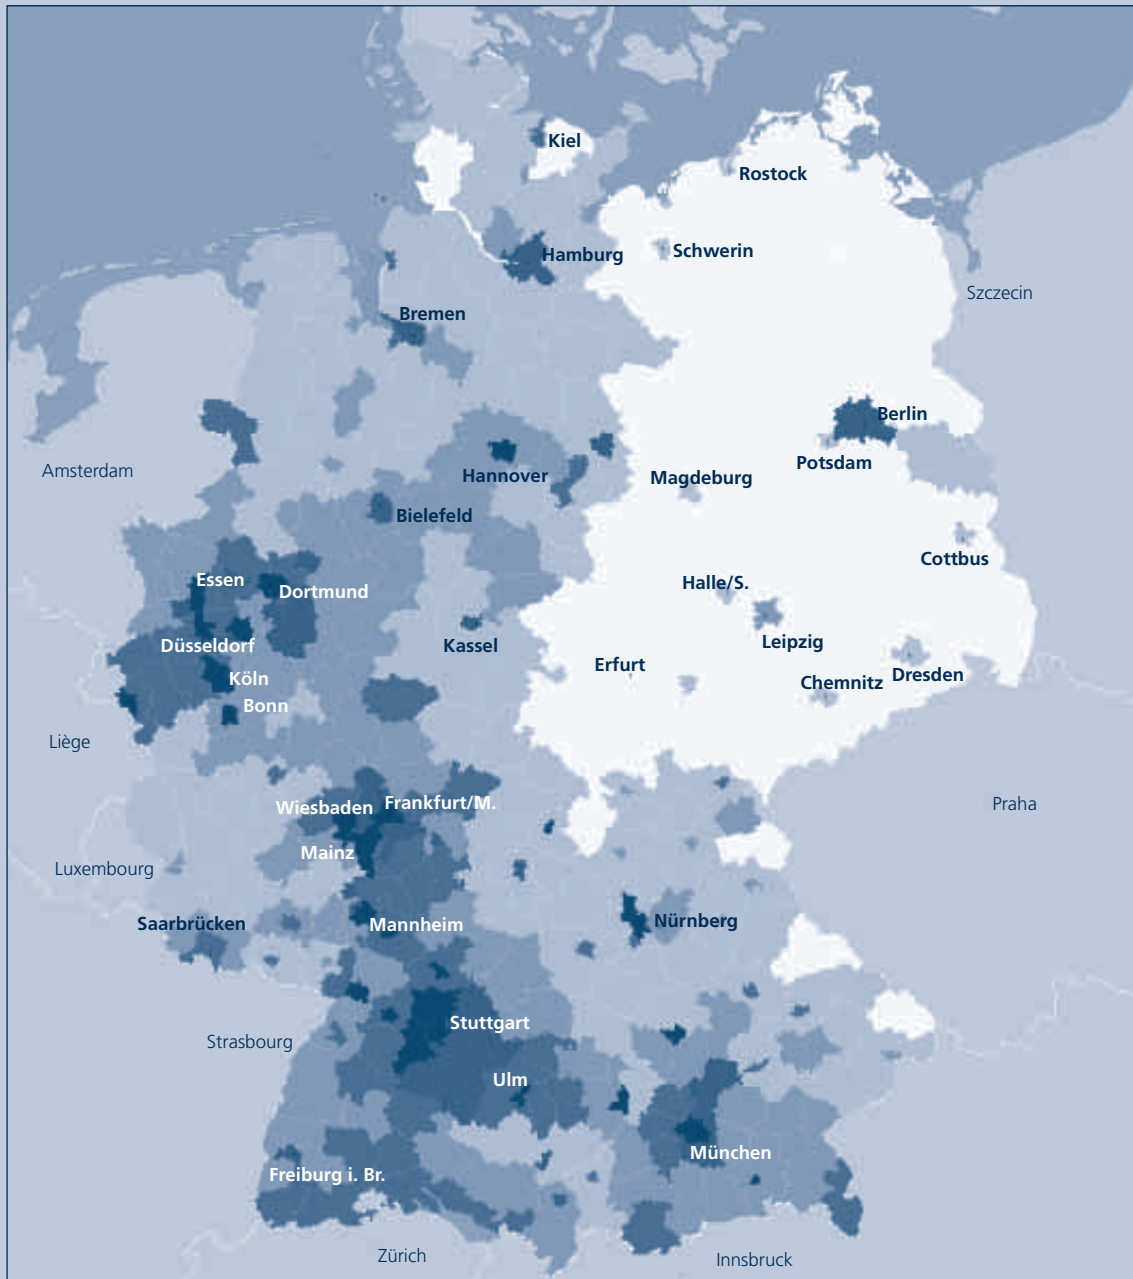 Kiel
Rostock
Hamburg
Schwerin
Szczecin
Bremen
Berlin
Amsterdam
Hannover
Potsdam
Magdeburg
Bielefeld
Cottbus
Essen
Dortmund
Halle/S.
Düsseldorf
Kassel
Leipzig
Erfurt
Köln
Chemnitz
Dresden
Bonn
Liège
Wiesbaden
Frankfurt/M.
Praha
Mainz
Luxembourg
Saarbrücken
Mannheim
Nürnberg
Stuttgart
Strasbourg
Ulm
München
Freiburg i. Br.
Zürich
Innsbruck